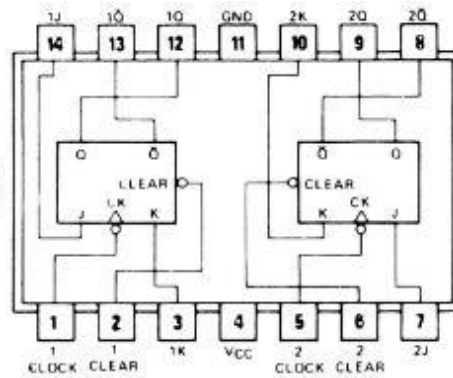 1J 1Q̄ 1Q GND 2K 2Q 2Q̄
14 13 12 11 10 9 8
Q Q̄ Q̄ Q
LLEAR CLEAR
LK CK
J K K J
1 2 3 4 5 6 7
1 1 1K VCC 2 2 2J
CLOCK CLEAR CLOCK CLEAR